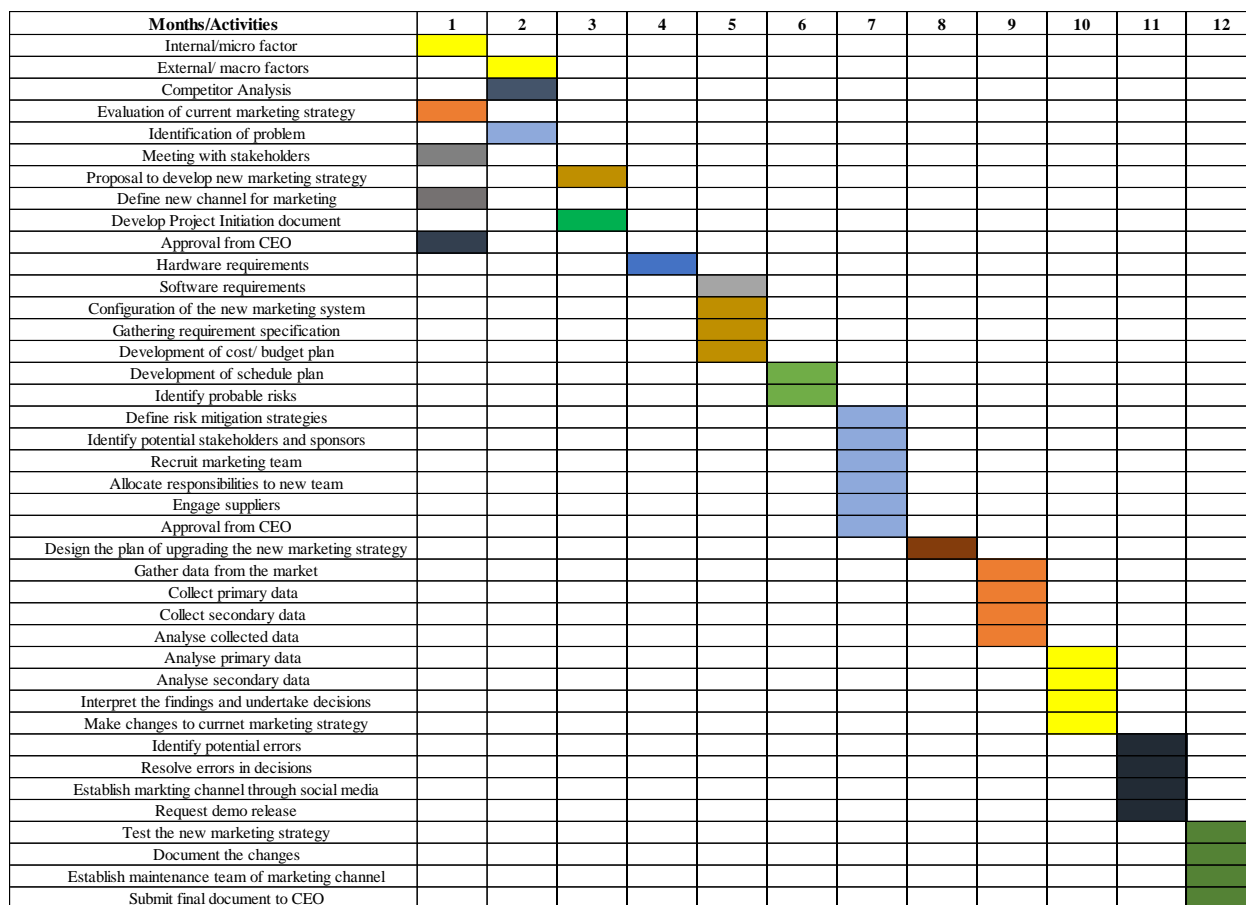 Months/Activities 1 2 3 4 5 6 7 8 9 10 11 12
Internal/micro factor
External/ macro factors
Competitor Analysis
Evaluation of current marketing strategy
Identification of problem
Meeting with stakeholders
Proposal to develop new marketing strategy
Define new channel for marketing
Develop Project Initiation document
Approval from CEO
Hardware requirements
Software requirements
Configuration of the new marketing system
Gathering requirement specification
Development of cost/ budget plan
Development of schedule plan
Identify probable risks
Define risk mitigation strategies
Identify potential stakeholders and sponsors
Recruit marketing team
Allocate responsibilities to new team
Engage suppliers
Approval from CEO
Design the plan of upgrading the new marketing strategy
Gather data from the market
Collect primary data
Collect secondary data
Analyse collected data
Analyse primary data
Analyse secondary data
Interpret the findings and undertake decisions
Make changes to currnet marketing strategy
Identify potential errors
Resolve errors in decisions
Establish markting channel through social media
Request demo release
Test the new marketing strategy
Document the changes
Establish maintenance team of marketing channel
Submit final document to CEO